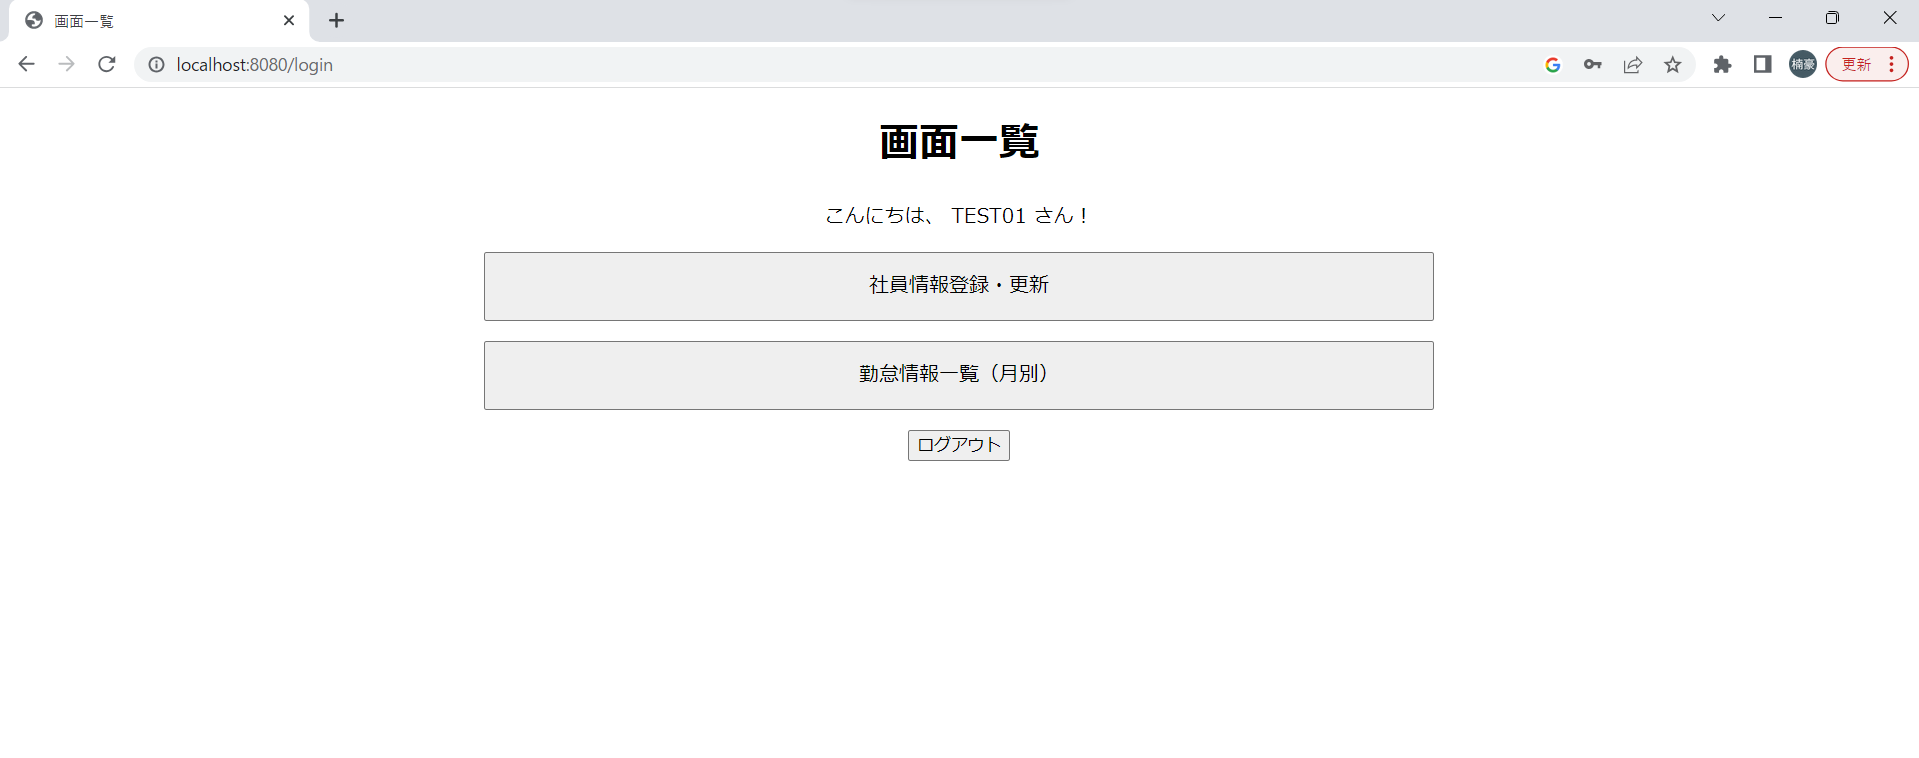 画面一覧
localhost:8080/login
楠豪
更新
画面一覧
こんにちは、 TEST01 さん！
社員情報登録・更新
勤怠情報一覧（月別）
ログアウト